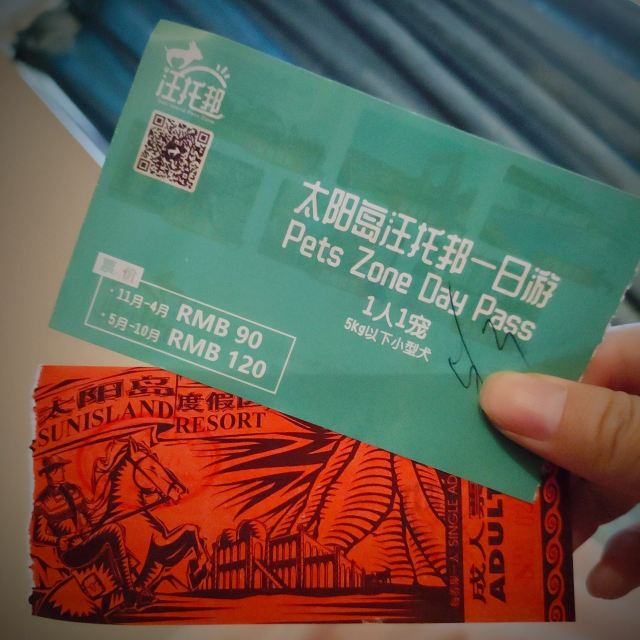 汪托邦
太阳岛汪托邦一日游
Pets Zone Day Pass
1人1宠
5kg以下小型犬
票价
·11月-4月 RMB 90
·5月-10月 RMB 120
太阳岛
SUNISLAND
度假
RESORT
成人票
ADULT
SINGLE